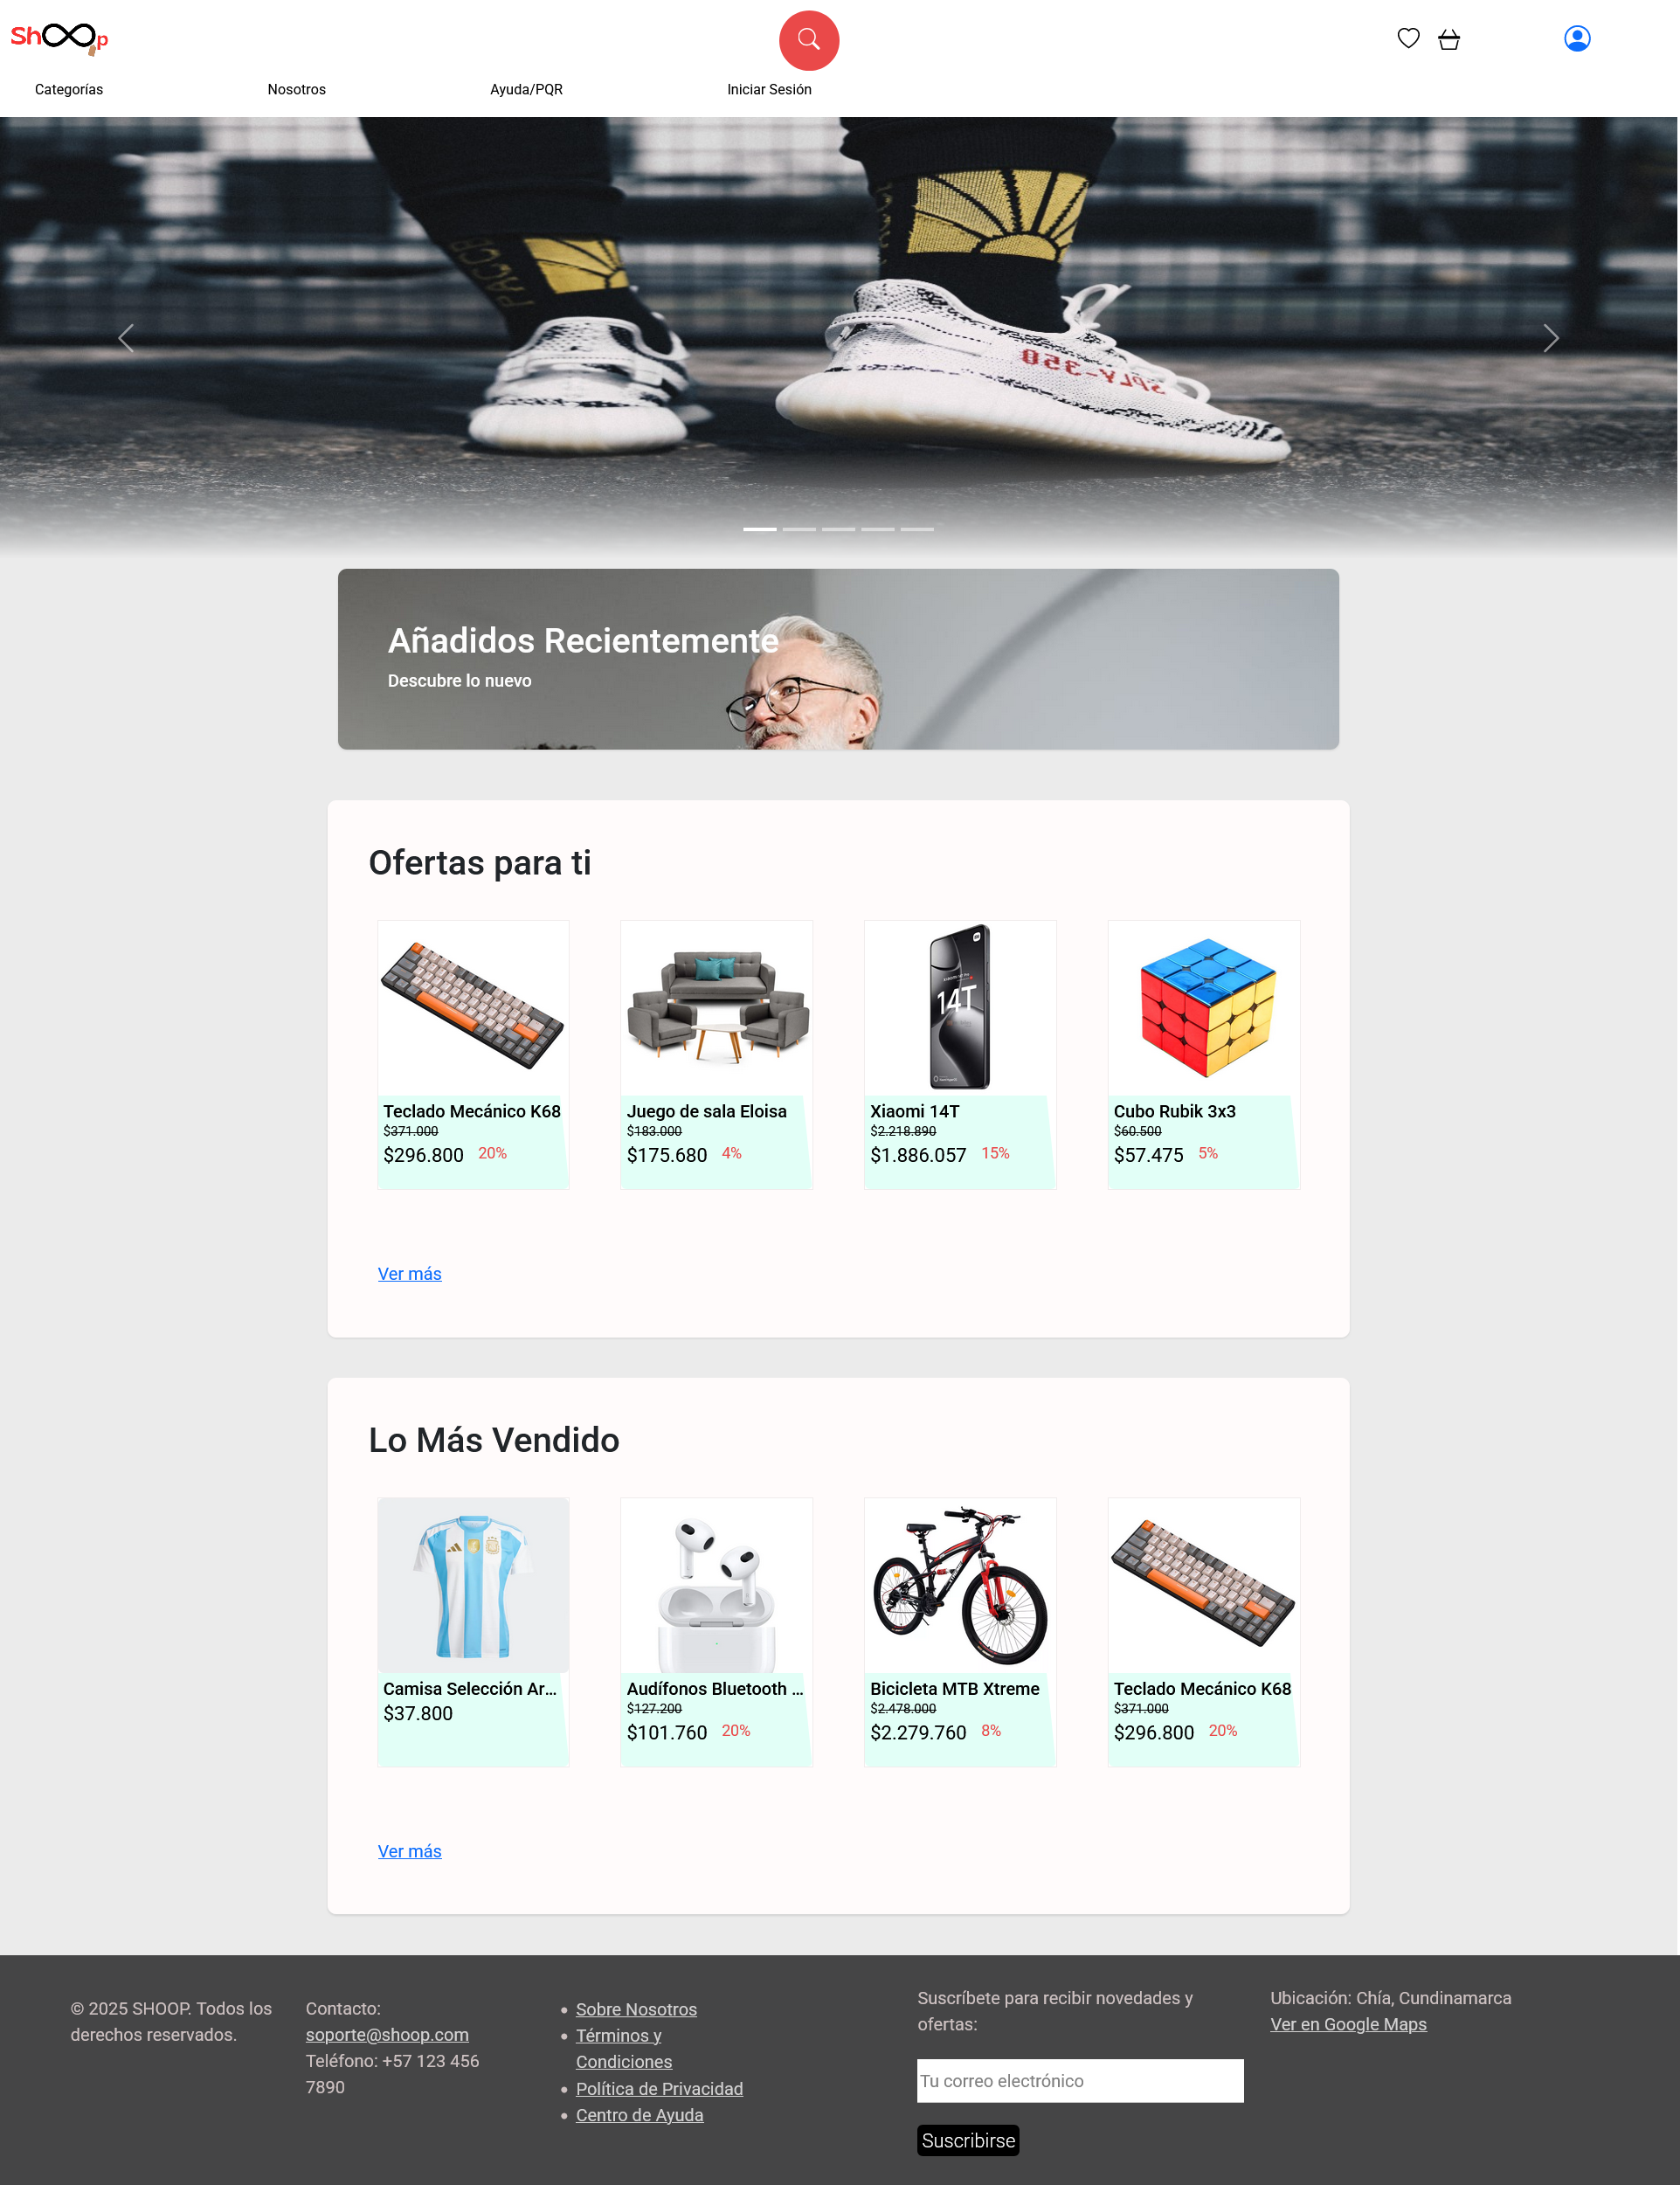 Shoop
Categorías
Nosotros
Ayuda/PQR
Iniciar Sesión
SPLY-350
Añadidos Recientemente
Descubre lo nuevo
Ofertas para ti
14T
Teclado Mecánico K68
$371.000
$296.800 20%
Juego de sala Eloisa
$183.000
$175.680 4%
Xiaomi 14T
$2.218.890
$1.886.057 15%
Cubo Rubik 3x3
$60.500
$57.475 5%
Ver más
Lo Más Vendido
Camisa Selección Ar...
$37.800
Audífonos Bluetooth ...
$127.200
$101.760 20%
Bicicleta MTB Xtreme
$2.478.000
$2.279.760 8%
Teclado Mecánico K68
$371.000
$296.800 20%
Ver más
© 2025 SHOOP. Todos los
derechos reservados.
Contacto:
soporte@shoop.com
Teléfono: +57 123 456
7890
Sobre Nosotros
Términos y
Condiciones
Política de Privacidad
Centro de Ayuda
Suscríbete para recibir novedades y
ofertas:
Tu correo electrónico
Suscribirse
Ubicación: Chía, Cundinamarca
Ver en Google Maps